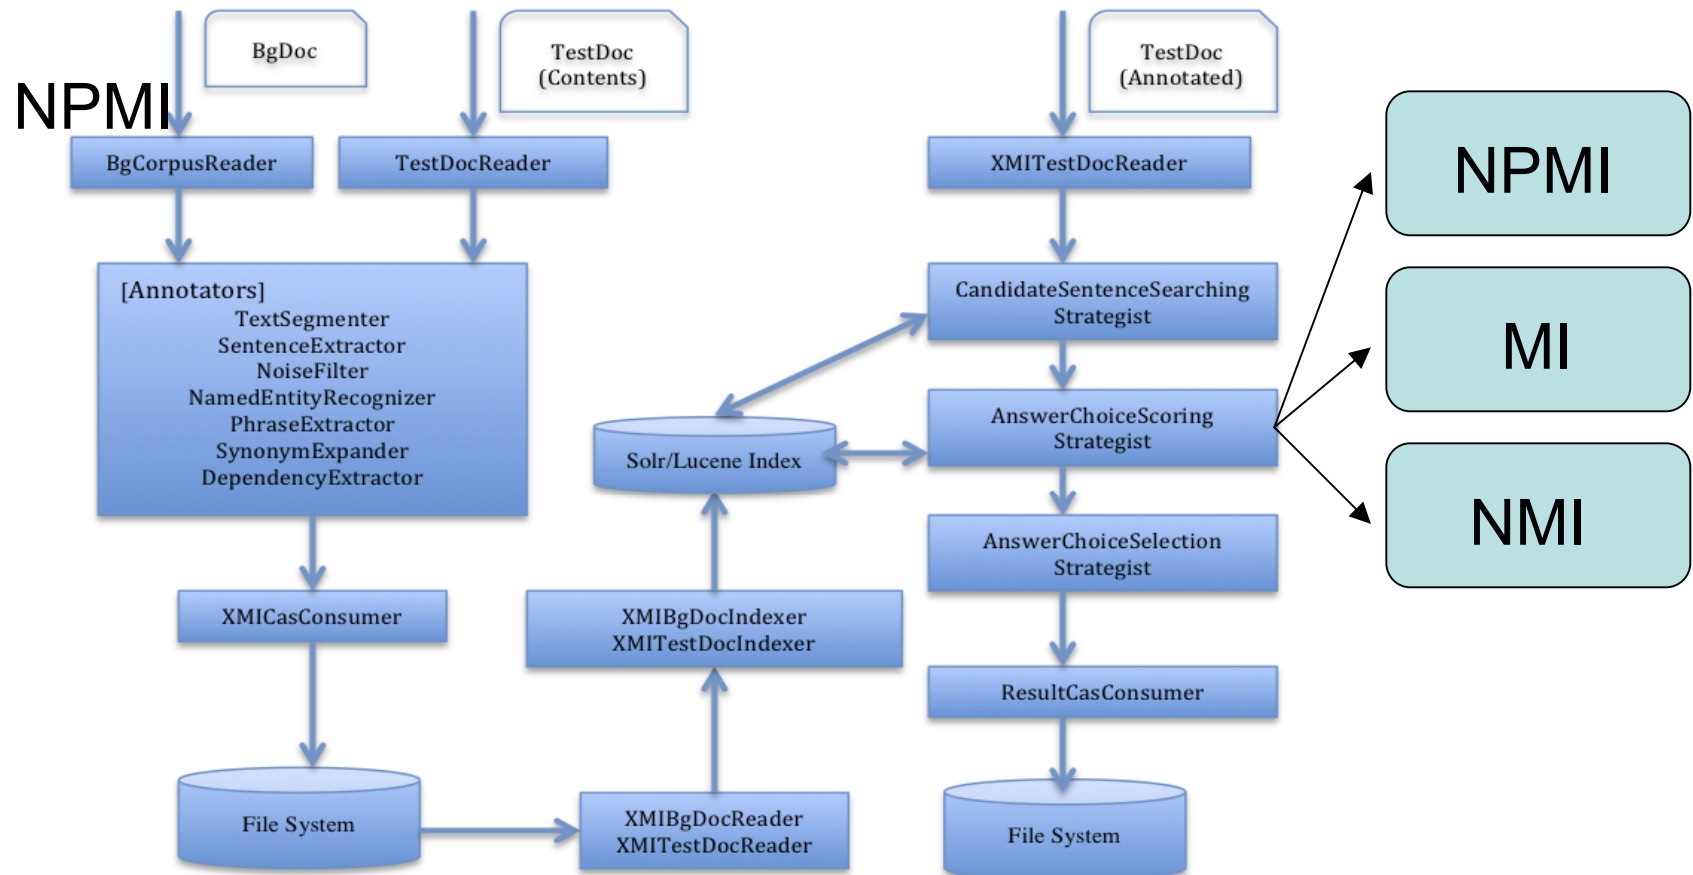 NPMI
BgDoc
TestDoc
(Contents)
BgCorpusReader
TestDocReader
[Annotators]
TextSegmenter
SentenceExtractor
NoiseFilter
NamedEntityRecognizer
PhraseExtractor
SynonymExpander
DependencyExtractor
XMICasConsumer
File System
XMIBgDocReader
XMITestDocReader
XMIBgDocIndexer
XMITestDocIndexer
Solr/Lucene Index
TestDoc
(Annotated)
XMITestDocReader
CandidateSentenceSearching
Strategist
AnswerChoiceScoring
Strategist
AnswerChoiceSelection
Strategist
ResultCasConsumer
File System
NPMI
MI
NMI